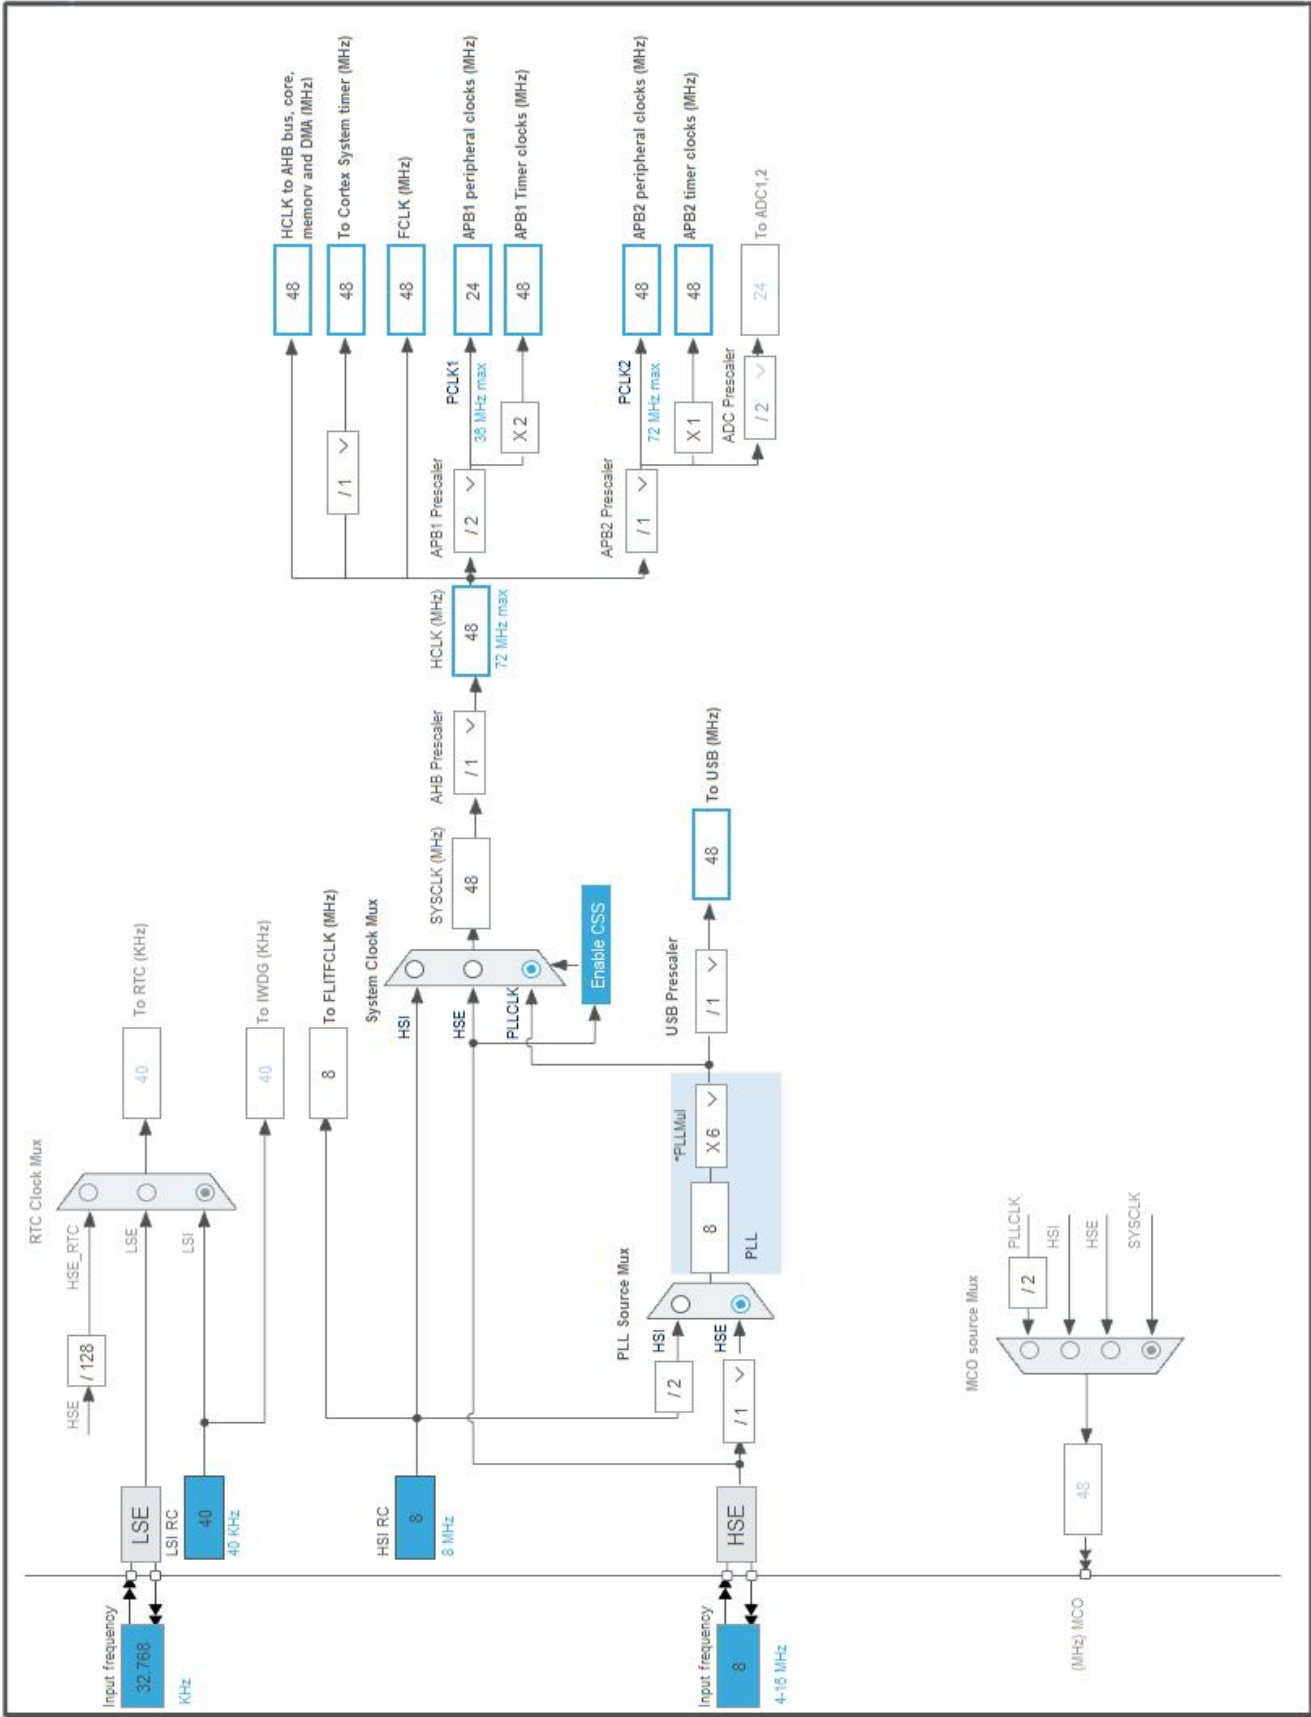 RTC Clock Mux
HSE
/ 128
HSE_RTC
Input frequency
32.768
KHz
LSE
LSE
To RTC (KHz)
40
LSI RC
40
40 KHz
LSI
40
To IWDG (KHz)
8
To FLITFCLK (MHz)
HSI RC
8
8 MHz
System Clock Mux
HSI
HSE
PLLCLK
Enable CSS
SYSCLK (MHz)
48
AHB Prescaler
/ 1
HCLK (MHz)
48
72 MHz max
48
HCLK to AHB bus, core,
memory and DMA (MHz)
/ 1
48
To Cortex System timer (MHz)
48
FCLK (MHz)
APB1 Prescaler
/ 2
PCLK1
36 MHz max
24
APB1 peripheral clocks (MHz)
X 2
48
APB1 Timer clocks (MHz)
APB2 Prescaler
/ 1
PCLK2
72 MHz max
48
APB2 peripheral clocks (MHz)
X 1
48
APB2 timer clocks (MHz)
ADC Prescaler
/ 2
24
To ADC1,2
PLL Source Mux
/ 2
HSI
Input frequency
8
4-16 MHz
HSE
/ 1
HSE
8
*PLLMul
X 6
PLL
USB Prescaler
/ 1
48
To USB (MHz)
MCO source Mux
(MHz) MCO
48
/ 2
PLLCLK
HSI
HSE
SYSCLK